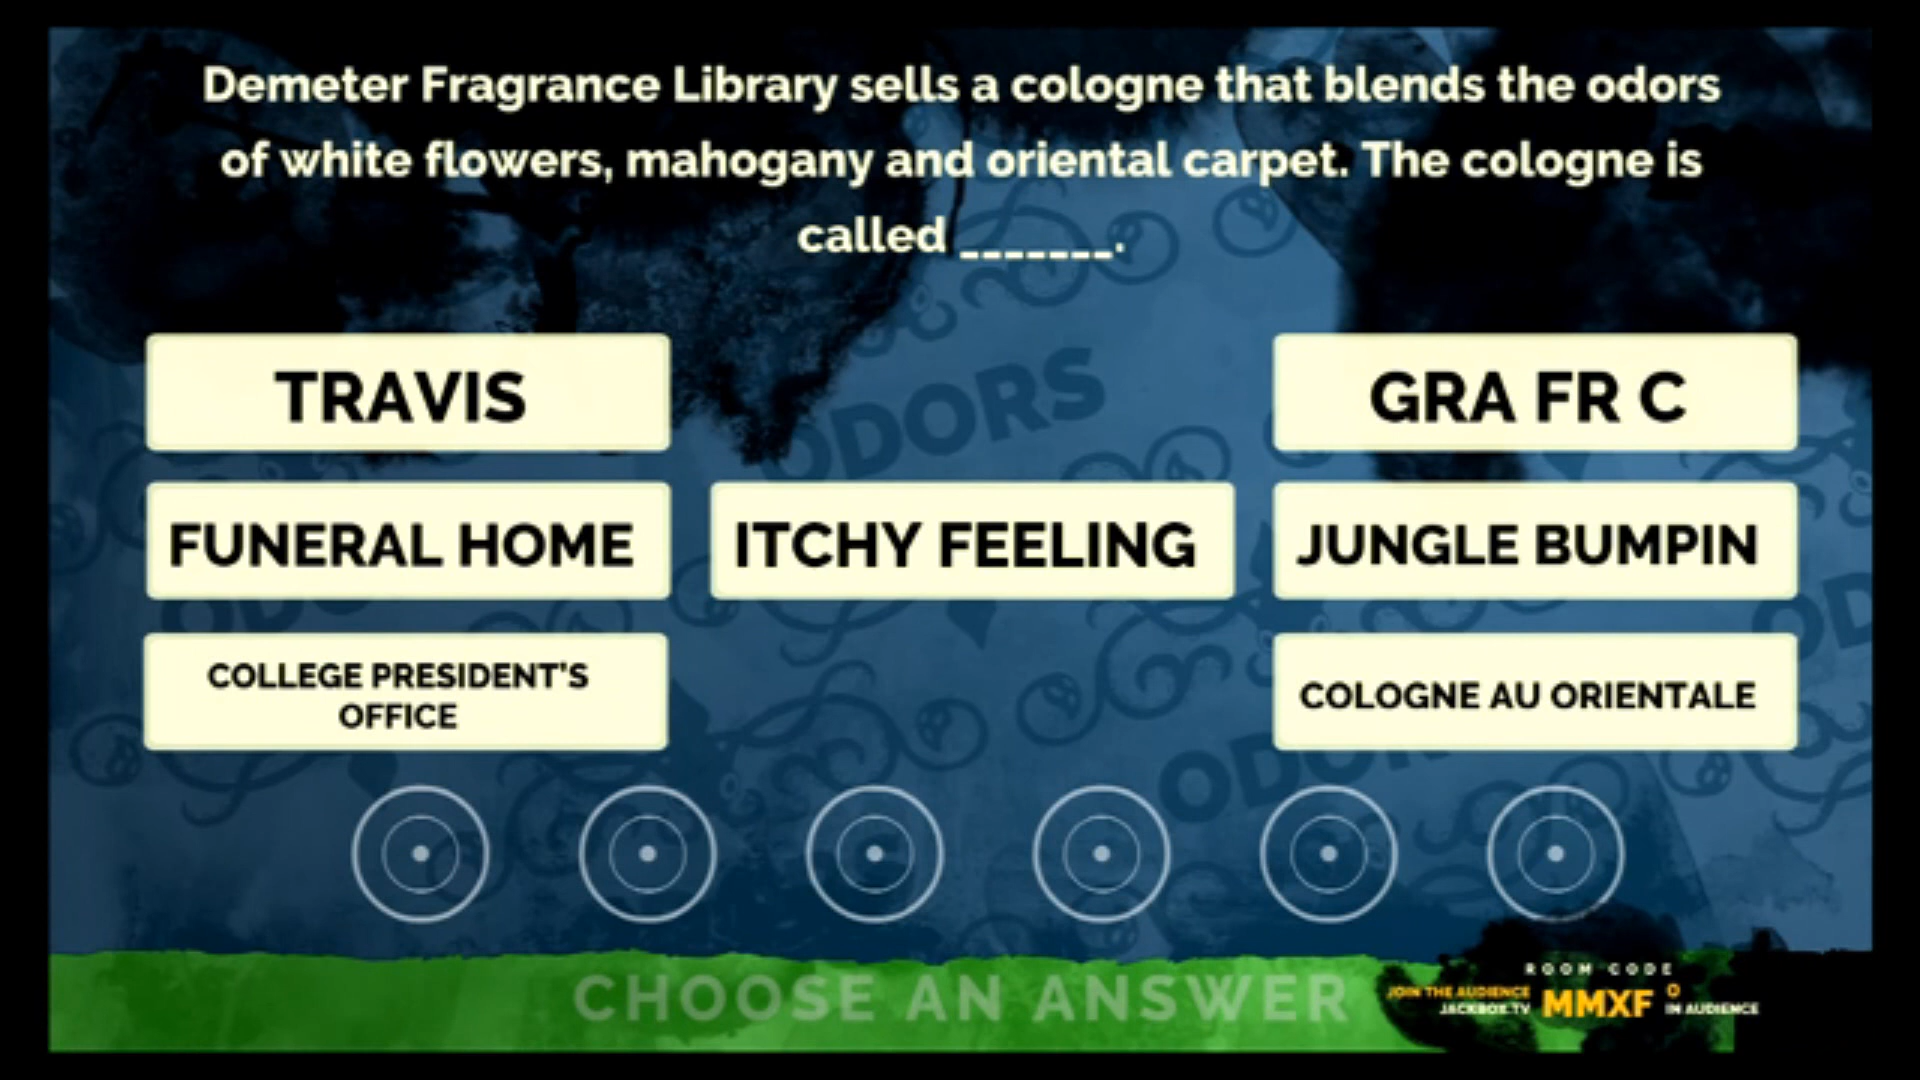 Demeter Fragrance Library sells a cologne that blends the odors
of white flowers, mahogany and oriental carpet. The cologne is
called _______.
TRAVIS
GRA FR C
FUNERAL HOME
ITCHY FEELING
JUNGLE BUMPIN
COLLEGE PRESIDENT'S
OFFICE
COLOGNE AU ORIENTALE
ODORS
CHOOSE AN ANSWER
ROOM CODE
JOIN THE AUDIENCE
JACKBOX.TV
MMXF
0
IN AUDIENCE